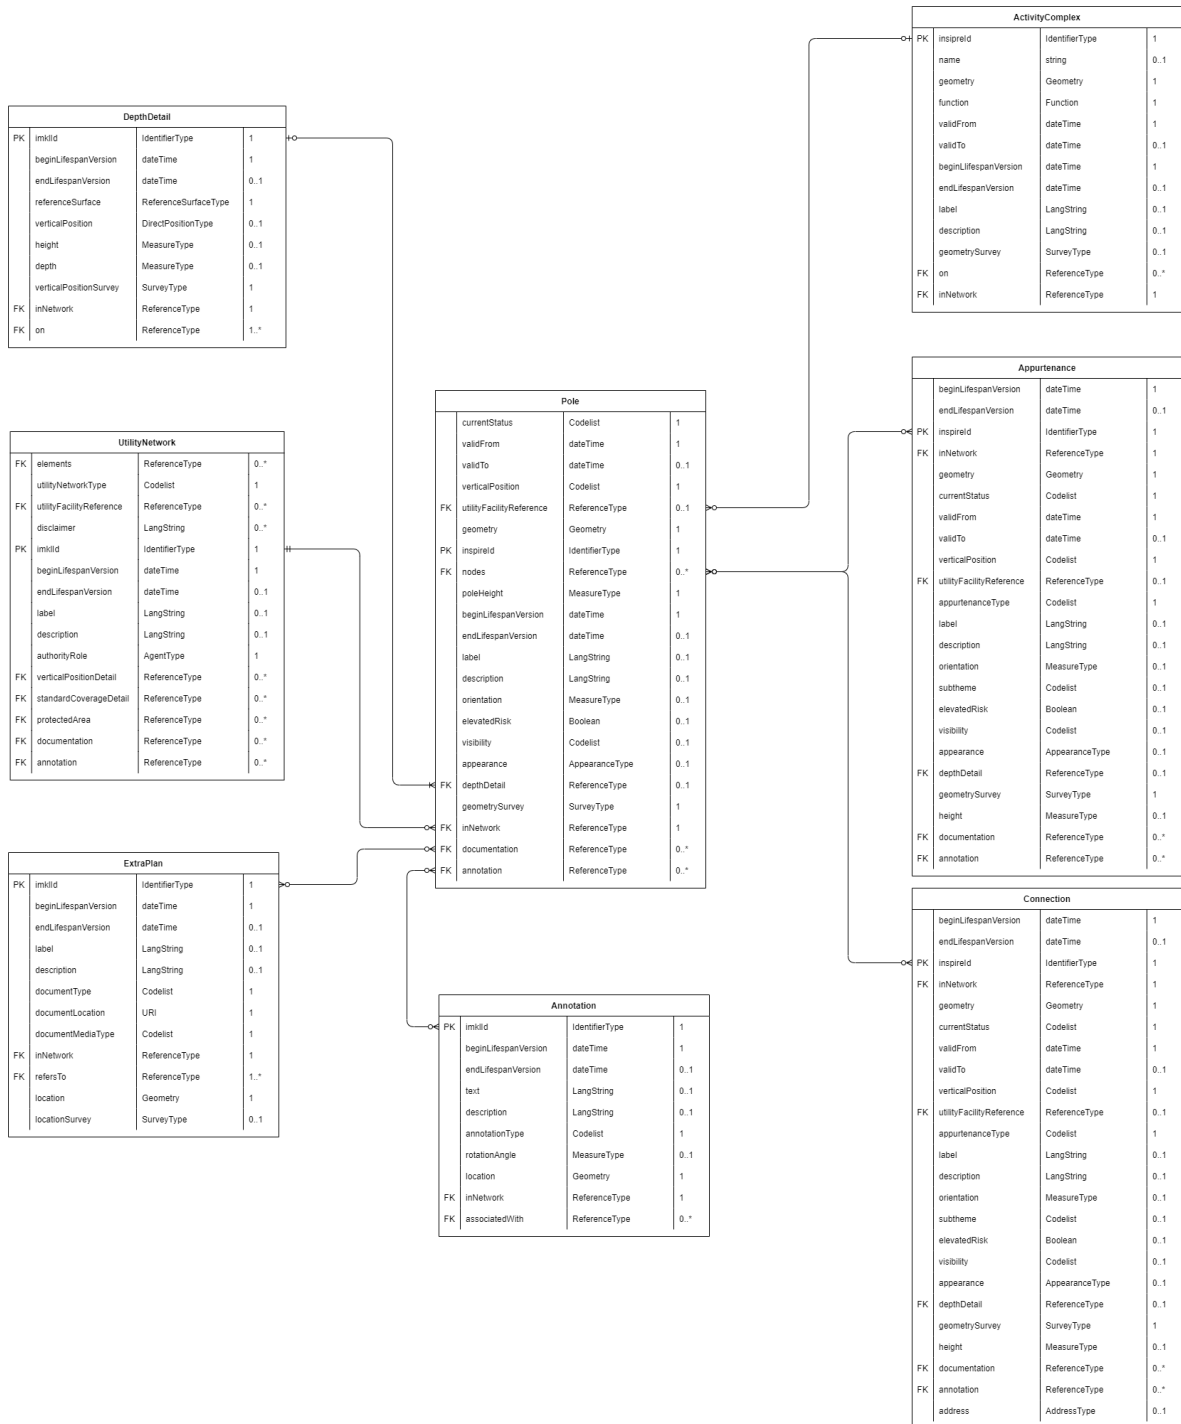 ActivityComplex
PK insipreId IdentifierType 1
name string 0..1
geometry Geometry 1
function Function 1
validFrom dateTime 1
validTo dateTime 0..1
beginLlifespanVersion dateTime 1
endLifespanVersion dateTime 0..1
label LangString 0..1
description LangString 0..1
geometrySurvey SurveyType 0..1
FK on ReferenceType 0..*
FK inNetwork ReferenceType 1
DepthDetail
PK imklId IdentifierType 1
beginLifespanVersion dateTime 1
endLifespanVersion dateTime 0..1
referenceSurface ReferenceSurfaceType 1
verticalPosition DirectPositionType 0..1
height MeasureType 0..1
depth MeasureType 0..1
verticalPositionSurvey SurveyType 1
FK inNetwork ReferenceType 1
FK on ReferenceType 1..*
UtilityNetwork
FK elements ReferenceType 0..*
utilityNetworkType Codelist 1
FK utilityFacilityReference ReferenceType 0..*
disclaimer LangString 0..*
PK imklId IdentifierType 1
beginLifespanVersion dateTime 1
endLifespanVersion dateTime 0..1
label LangString 0..1
description LangString 0..1
authorityRole AgentType 1
FK verticalPositionDetail ReferenceType 0..*
FK standardCoverageDetail ReferenceType 0..*
FK protectedArea ReferenceType 0..*
FK documentation ReferenceType 0..*
FK annotation ReferenceType 0..*
Pole
currentStatus Codelist 1
validFrom dateTime 1
validTo dateTime 0..1
verticalPosition Codelist 1
FK utilityFacilityReference ReferenceType 0..1
geometry Geometry 1
PK inspireId IdentifierType 1
FK nodes ReferenceType 0..*
poleHeight MeasureType 1
beginLifespanVersion dateTime 1
endLifespanVersion dateTime 0..1
label LangString 0..1
description LangString 0..1
orientation MeasureType 0..1
elevatedRisk Boolean 0..1
visibility Codelist 0..1
appearance AppearanceType 0..1
FK depthDetail ReferenceType 0..1
geometrySurvey SurveyType 1
FK inNetwork ReferenceType 1
FK documentation ReferenceType 0..*
FK annotation ReferenceType 0..*
Appurtenance
beginLifespanVersion dateTime 1
endLifespanVersion dateTime 0..1
PK inspireId IdentifierType 1
FK inNetwork ReferenceType 1
geometry Geometry 1
currentStatus Codelist 1
validFrom dateTime 1
validTo dateTime 0..1
verticalPosition Codelist 1
FK utilityFacilityReference ReferenceType 0..1
appurtenanceType Codelist 1
label LangString 0..1
description LangString 0..1
orientation MeasureType 0..1
subtheme Codelist 0..1
elevatedRisk Boolean 0..1
visibility Codelist 0..1
appearance AppearanceType 0..1
FK depthDetail ReferenceType 0..1
geometrySurvey SurveyType 1
height MeasureType 0..1
FK documentation ReferenceType 0..*
FK annotation ReferenceType 0..*
ExtraPlan
PK imklId IdentifierType 1
beginLifespanVersion dateTime 1
endLifespanVersion dateTime 0..1
label LangString 0..1
description LangString 0..1
documentType Codelist 1
documentLocation URI 1
documentMediaType Codelist 1
FK inNetwork ReferenceType 1
FK refersTo ReferenceType 1..*
location Geometry 1
locationSurvey SurveyType 0..1
Annotation
PK imklId IdentifierType 1
beginLifespanVersion dateTime 1
endLifespanVersion dateTime 0..1
text LangString 0..1
description LangString 0..1
annotationType Codelist 1
rotationAngle MeasureType 0..1
location Geometry 1
FK inNetwork ReferenceType 1
FK associatedWith ReferenceType 0..*
Connection
beginLifespanVersion dateTime 1
endLifespanVersion dateTime 0..1
PK inspireId IdentifierType 1
FK inNetwork ReferenceType 1
geometry Geometry 1
currentStatus Codelist 1
validFrom dateTime 1
validTo dateTime 0..1
verticalPosition Codelist 1
FK utilityFacilityReference ReferenceType 0..1
appurtenanceType Codelist 1
label LangString 0..1
description LangString 0..1
orientation MeasureType 0..1
subtheme Codelist 0..1
elevatedRisk Boolean 0..1
visibility Codelist 0..1
appearance AppearanceType 0..1
FK depthDetail ReferenceType 0..1
geometrySurvey SurveyType 1
height MeasureType 0..1
FK documentation ReferenceType 0..*
FK annotation ReferenceType 0..*
address AddressType 0..1